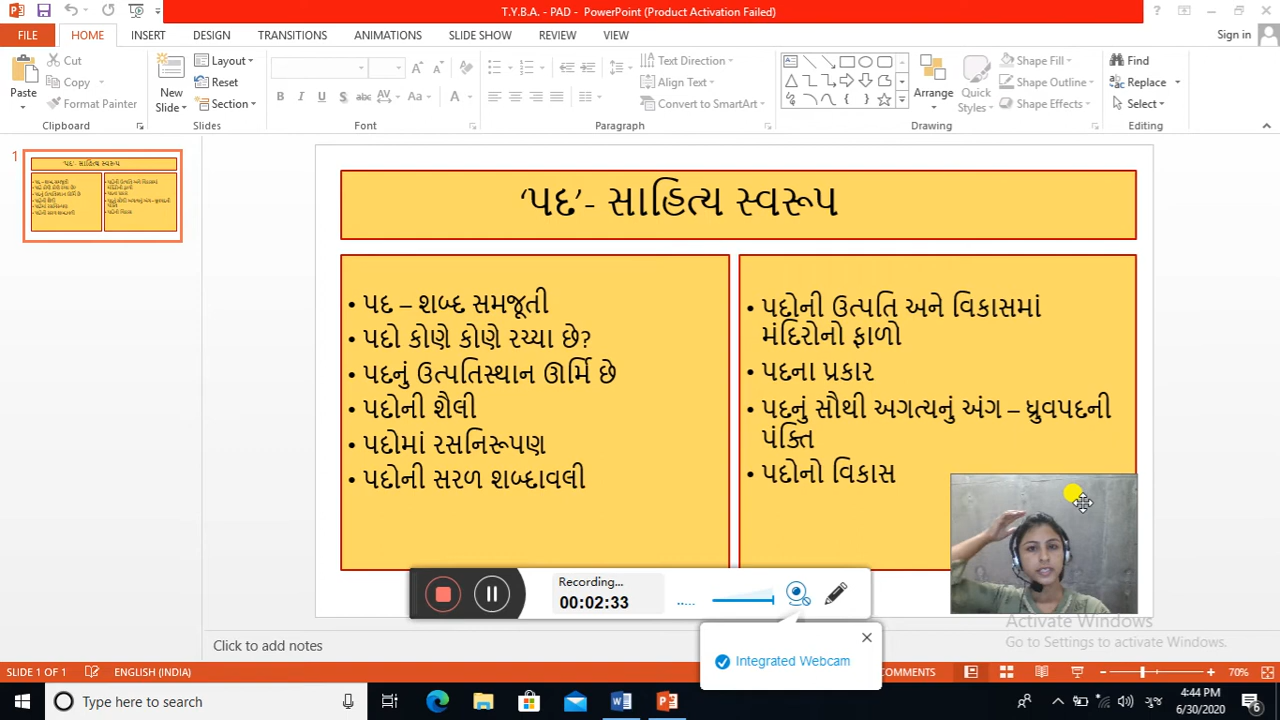 T.Y.B.A. - PAD - PowerPoint (Product Activation Failed)
FILE HOME INSERT DESIGN TRANSITIONS ANIMATIONS SLIDE SHOW REVIEW VIEW Sign in
Paste Cut Copy Format Painter Clipboard
New Slide Layout Reset Section Slides
Font
Text Direction Align Text Convert to SmartArt Paragraph
Arrange Quick Styles Shape Fill Shape Outline Shape Effects Drawing
Find Replace Select Editing
1
‘પદ’- સાહિત્ય સ્વરૂપ
• પદ – શબ્દ સમજૂતી
• પદો કોણે કોણે રચ્યા છે?
• પદનું ઉત્પતિસ્થાન ઊર્મિ છે
• પદોની શૈલી
• પદોમાં રસનિરૂપણ
• પદોની સરળ શબ્દાવલી
• પદોની ઉત્પતિ અને વિકાસમાં
મંદિરોનો ફાળો
• પદના પ્રકાર
• પદનું સૌથી અગત્યનું અંગ – ધ્રુવપદની
પંક્તિ
• પદોનો વિકાસ
Recording...
00:02:33
Integrated Webcam
Activate Windows
Go to Settings to activate Windows.
Click to add notes
SLIDE 1 OF 1 ENGLISH (INDIA) COMMENTS 70%
Type here to search
4:44 PM
6/30/2020
6